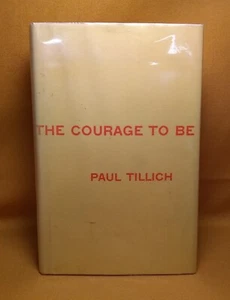 THE COURAGE TO BE
PAUL TILLICH